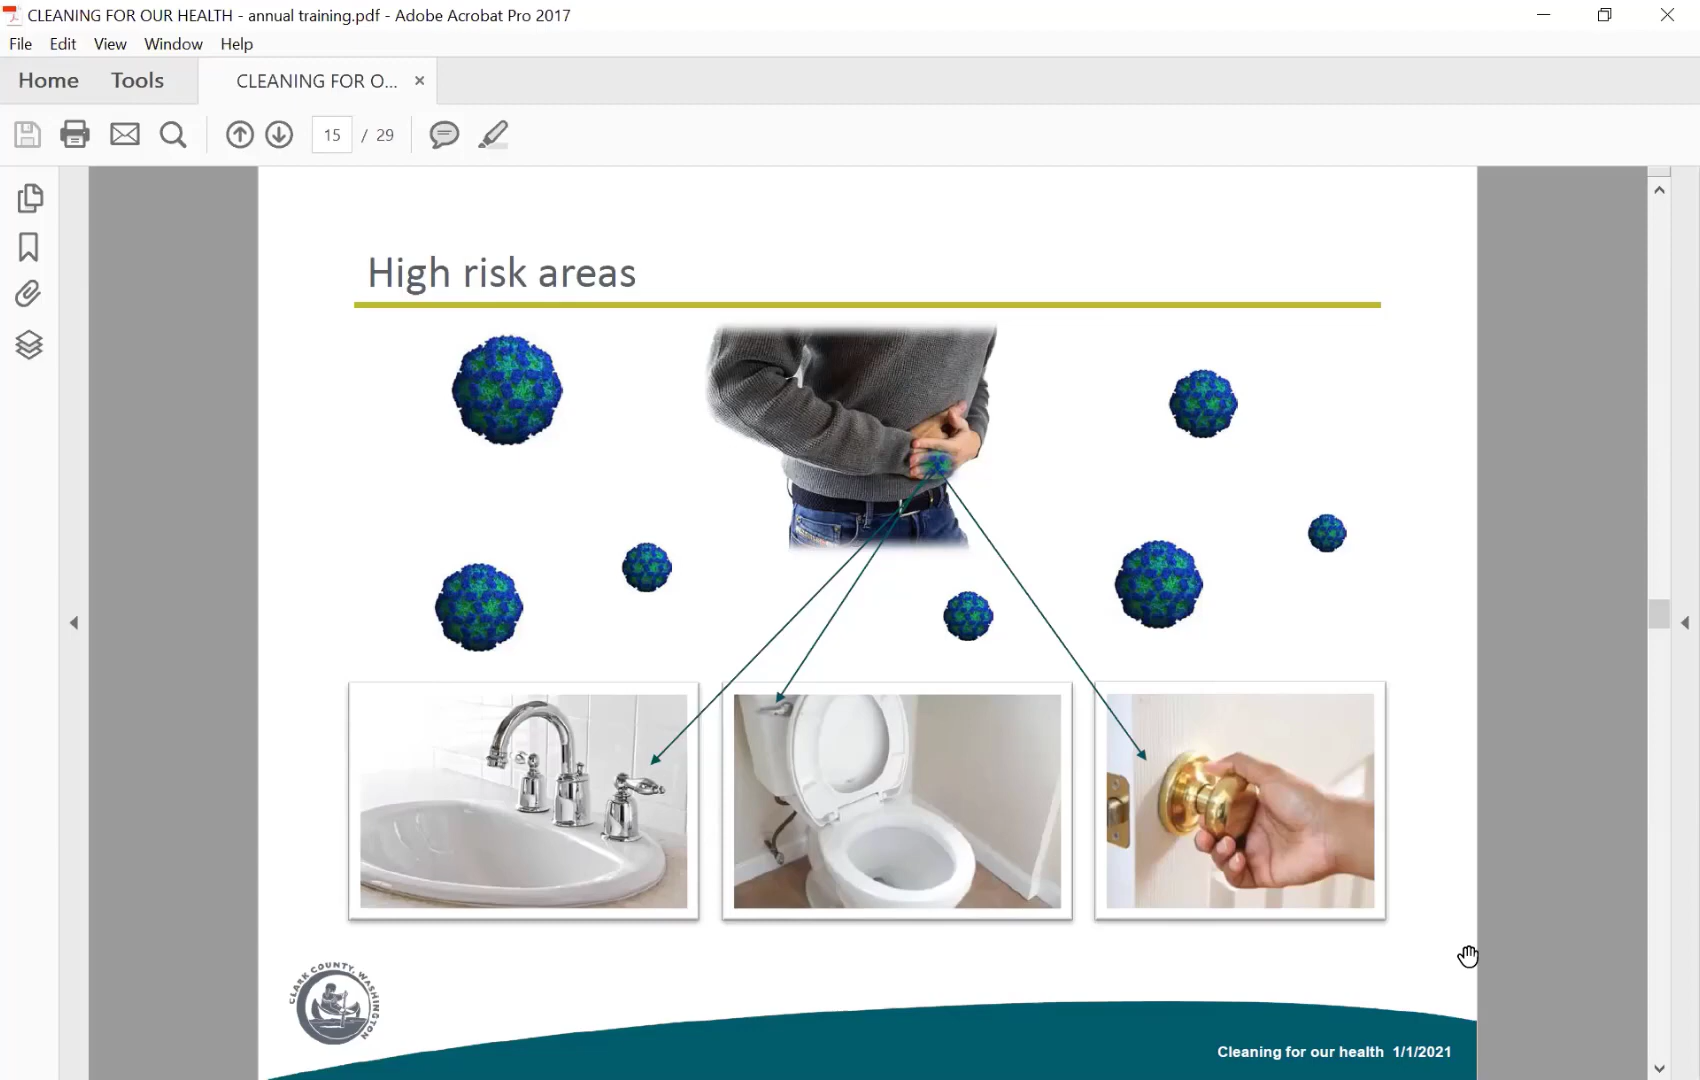 CLEANING FOR OUR HEALTH - annual training.pdf - Adobe Acrobat Pro 2017
File Edit View Window Help
Home Tools CLEANING FOR O... ×
15 / 29
High risk areas
CLARK COUNTY, WASHINGTON
Cleaning for our health 1/1/2021